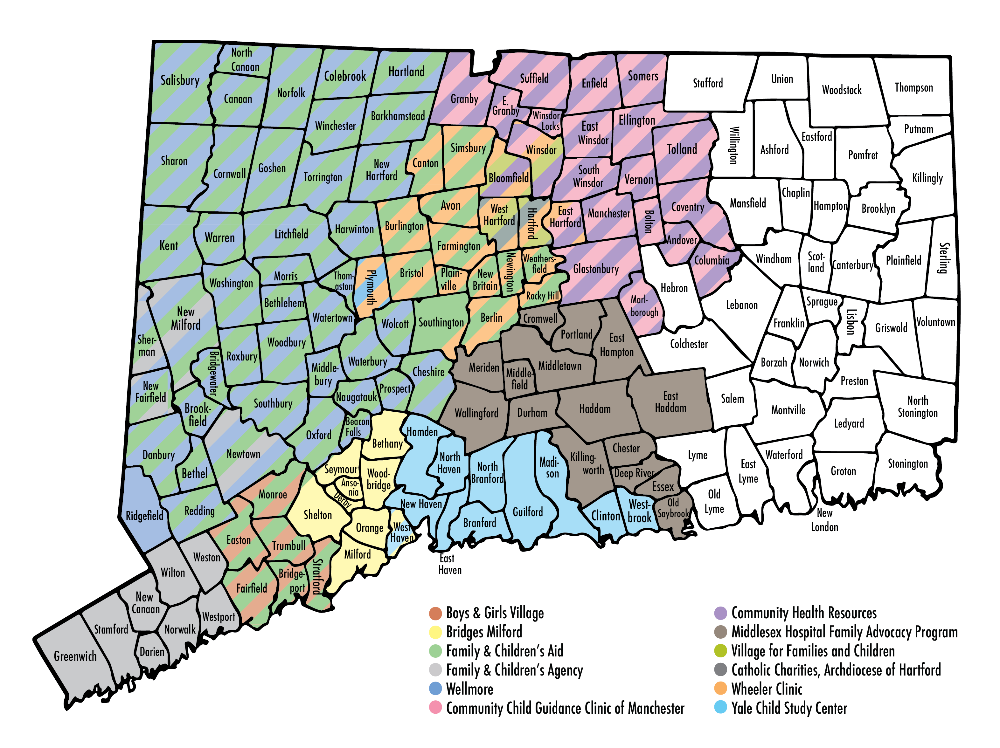 North
Canaan
Salisbury
Canaan
Norfolk
Colebrook
Hartland
Granby
Suffield
E.
Granby
Winsdor
Locks
Enfield
Somers
Stafford
Union
Woodstock
Thompson
Winchester
Barkhamstead
East
Winsdor
Ellington
Tolland
Willington
Ashford
Eastford
Putnam
Pomfret
Killingly
Sharon
Cornwall
Goshen
Torrington
New
Hartford
Canton
Simsbury
Winsdor
Bloomfield
South
Winsdor
Vernon
Coventry
Mansfield
Chaplin
Hampton
Brooklyn
Kent
Warren
Litchfield
Harwinton
Burlington
Avon
Farmington
West
Hartford
Hartford
East
Hartford
Manchester
Bolton
Andover
Columbia
Windham
Scot-
land
Canterbury
Plainfield
Sterling
Washington
Morris
Bethlehem
Thom-
aston
Plymouth
Bristol
Plain-
ville
New
Britain
Newington
Weathers-
field
Rocky Hill
Glastonbury
Marl-
borough
Hebron
Lebanon
Franklin
Sprague
Lisbon
Griswold
Voluntown
New
Milford
Sher-
man
Bridgewater
Roxbury
Woodbury
Watertown
Wolcott
Southington
Berlin
Cromwell
Portland
East
Hampton
Colchester
Borzah
Norwich
Preston
North
Stonington
New
Fairfield
Brook-
field
Southbury
Middle-
bury
Waterbury
Naugatauk
Prospect
Cheshire
Meriden
Middle-
field
Middletown
Wallingford
Durham
Haddam
East
Haddam
Salem
Montville
Ledyard
Danbury
Bethel
Newtown
Oxford
Beacon
Falls
Bethany
Hamden
North
Haven
North
Branford
Madi-
son
Killing-
worth
Chester
Deep River
Essex
Lyme
East
Lyme
Waterford
Groton
Stonington
Ridgefield
Redding
Monroe
Seymour
Anso-
nia
Derby
Wood-
bridge
Shelton
Orange
West
Haven
New Haven
Branford
Guilford
Clinton
West-
brook
Old
Saybrook
Old
Lyme
New
London
Weston
Wilton
Easton
Trumbull
Stratford
Milford
East
Haven
Fairfield
Bridge-
port
New
Canaan
Westport
Norwalk
Stamford
Darien
Greenwich
Boys & Girls Village
Bridges Milford
Family & Children’s Aid
Family & Children’s Agency
Wellmore
Community Child Guidance Clinic of Manchester
Community Health Resources
Middlesex Hospital Family Advocacy Program
Village for Families and Children
Catholic Charities, Archdiocese of Hartford
Wheeler Clinic
Yale Child Study Center